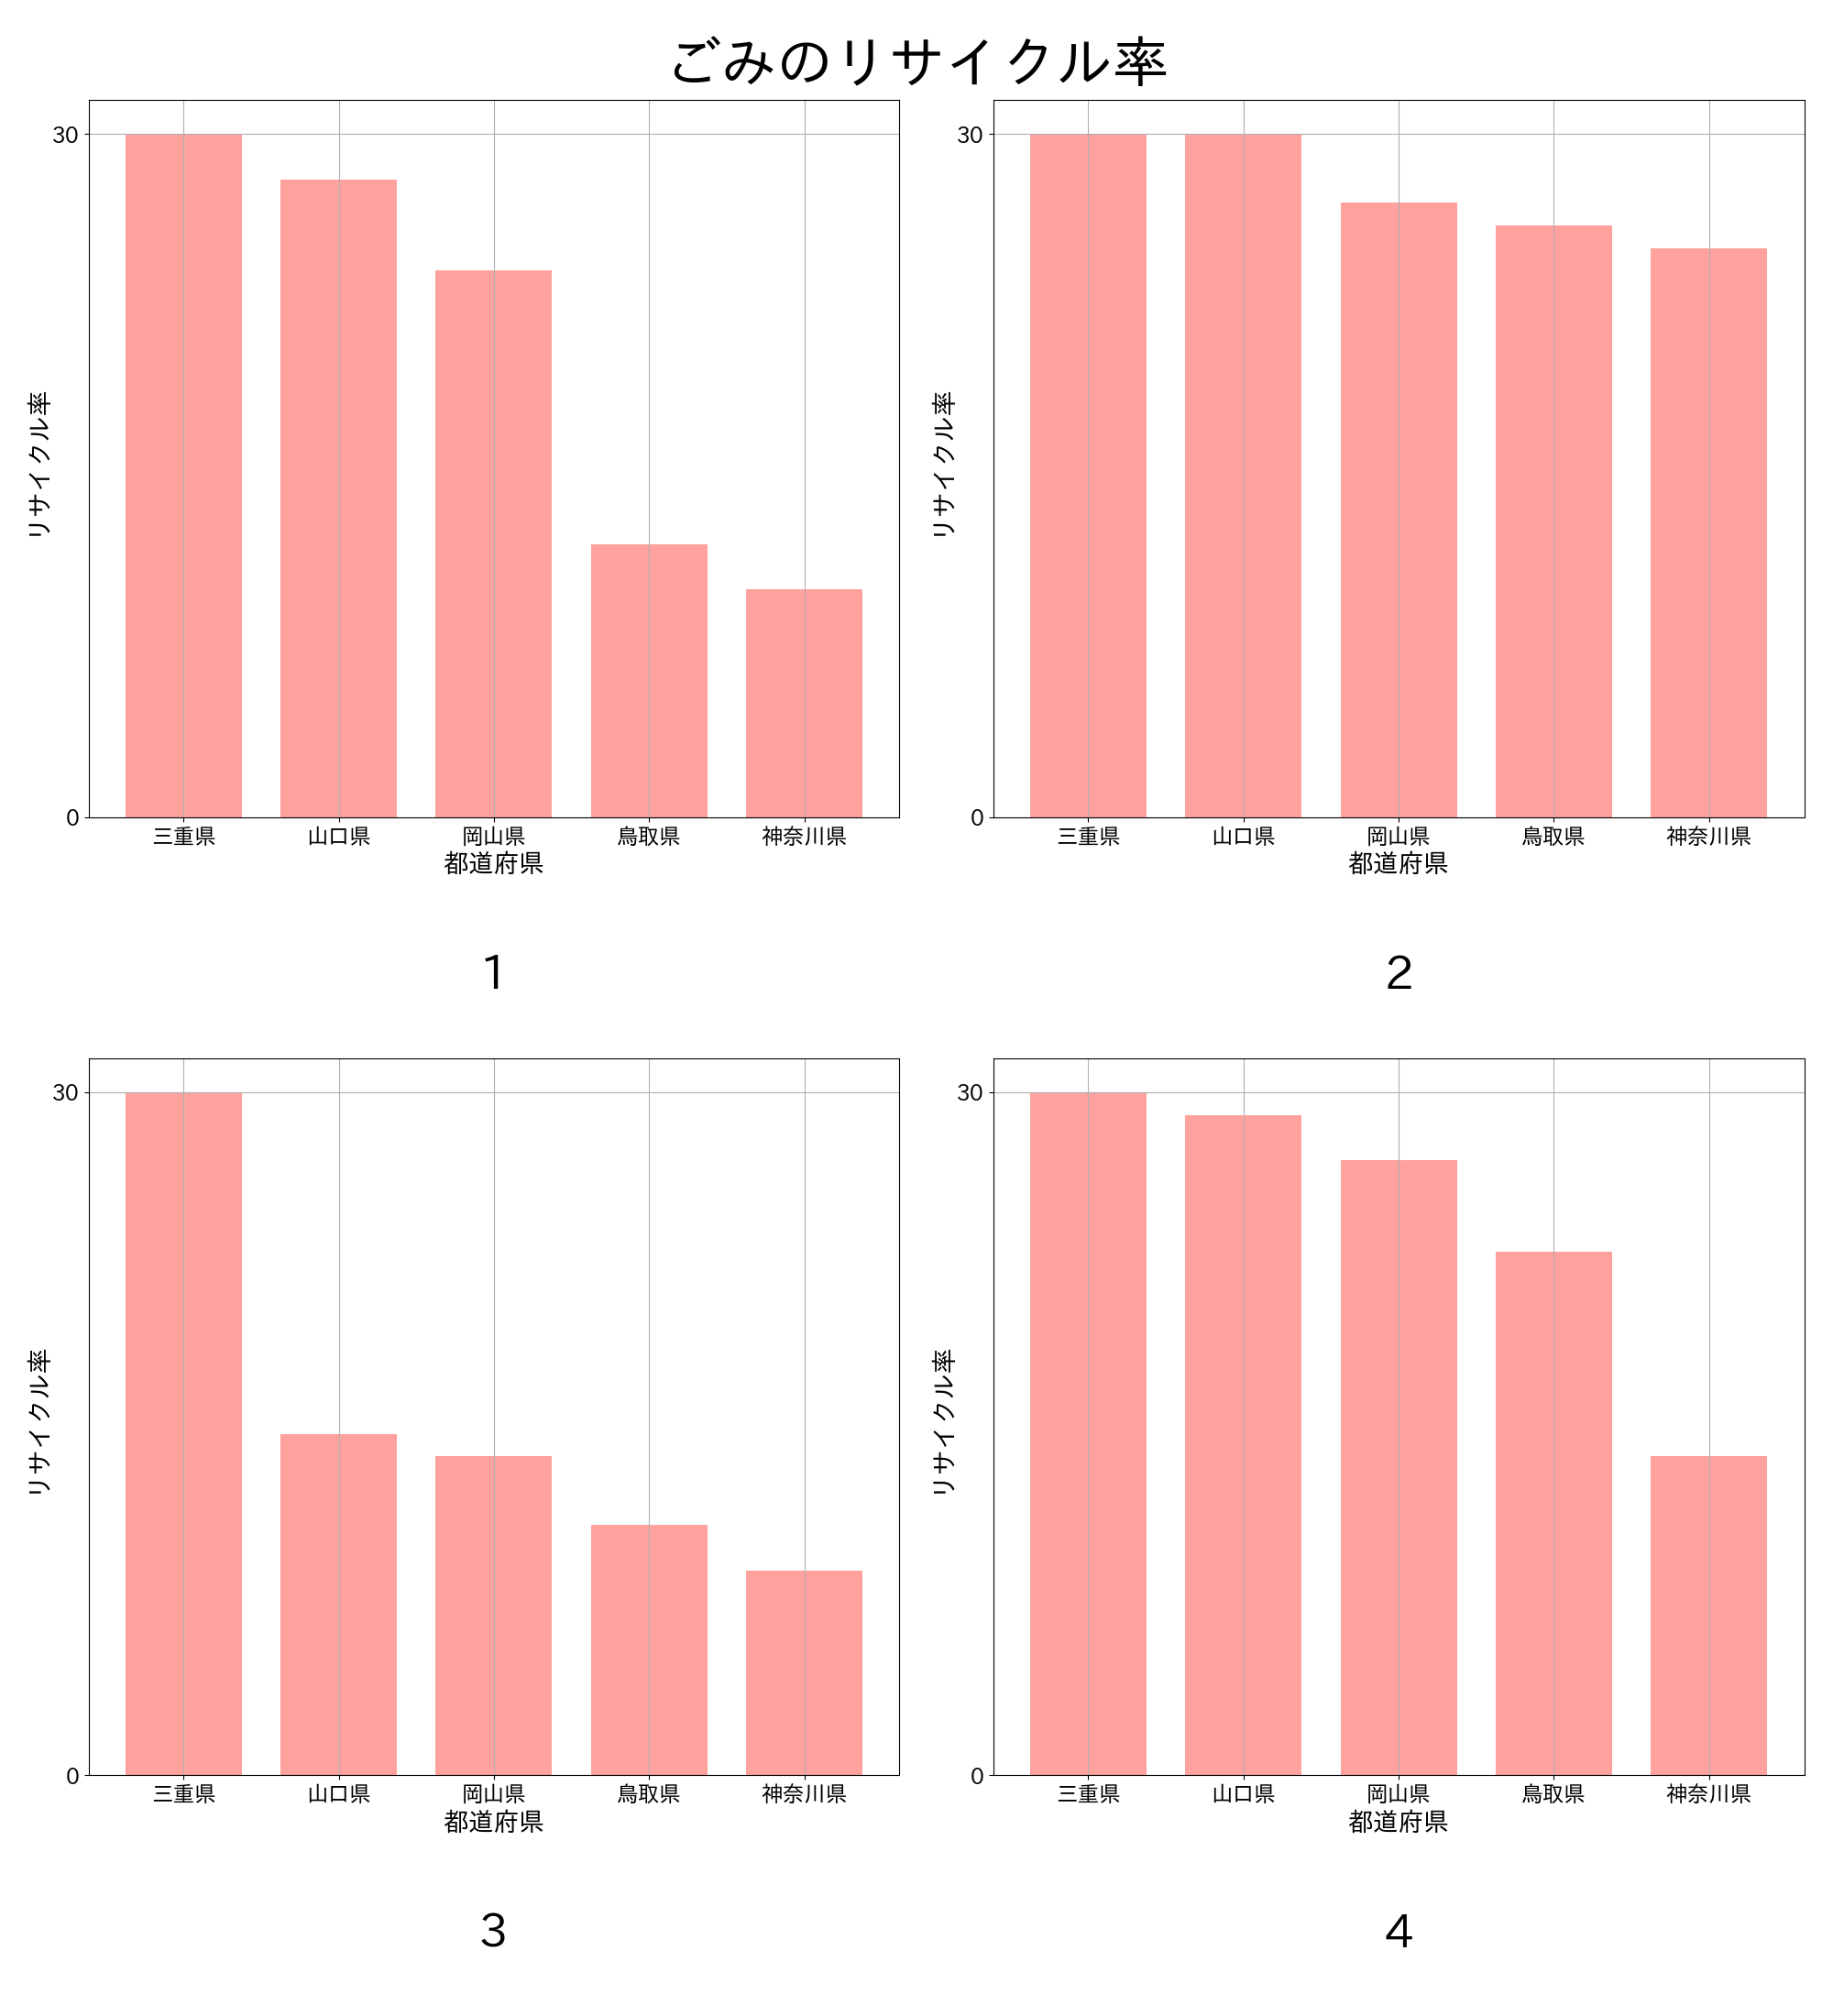 ごみのリサイクル率
30
0
リサイクル率
三重県 山口県 岡山県 鳥取県 神奈川県
都道府県
1
30
0
リサイクル率
三重県 山口県 岡山県 鳥取県 神奈川県
都道府県
2
30
0
リサイクル率
三重県 山口県 岡山県 鳥取県 神奈川県
都道府県
3
30
0
リサイクル率
三重県 山口県 岡山県 鳥取県 神奈川県
都道府県
4